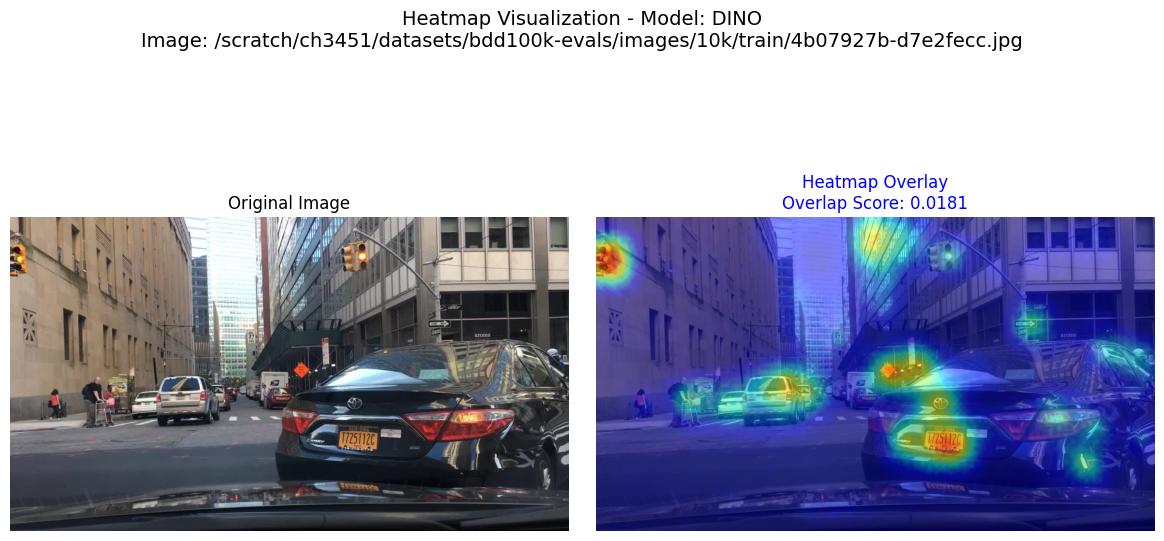 Heatmap Visualization - Model: DINO
Image: /scratch/ch3451/datasets/bdd100k-evals/images/10k/train/4b07927b-d7e2fecc.jpg
Original Image
Heatmap Overlay
Overlap Score: 0.0181
T725112C
T725112C